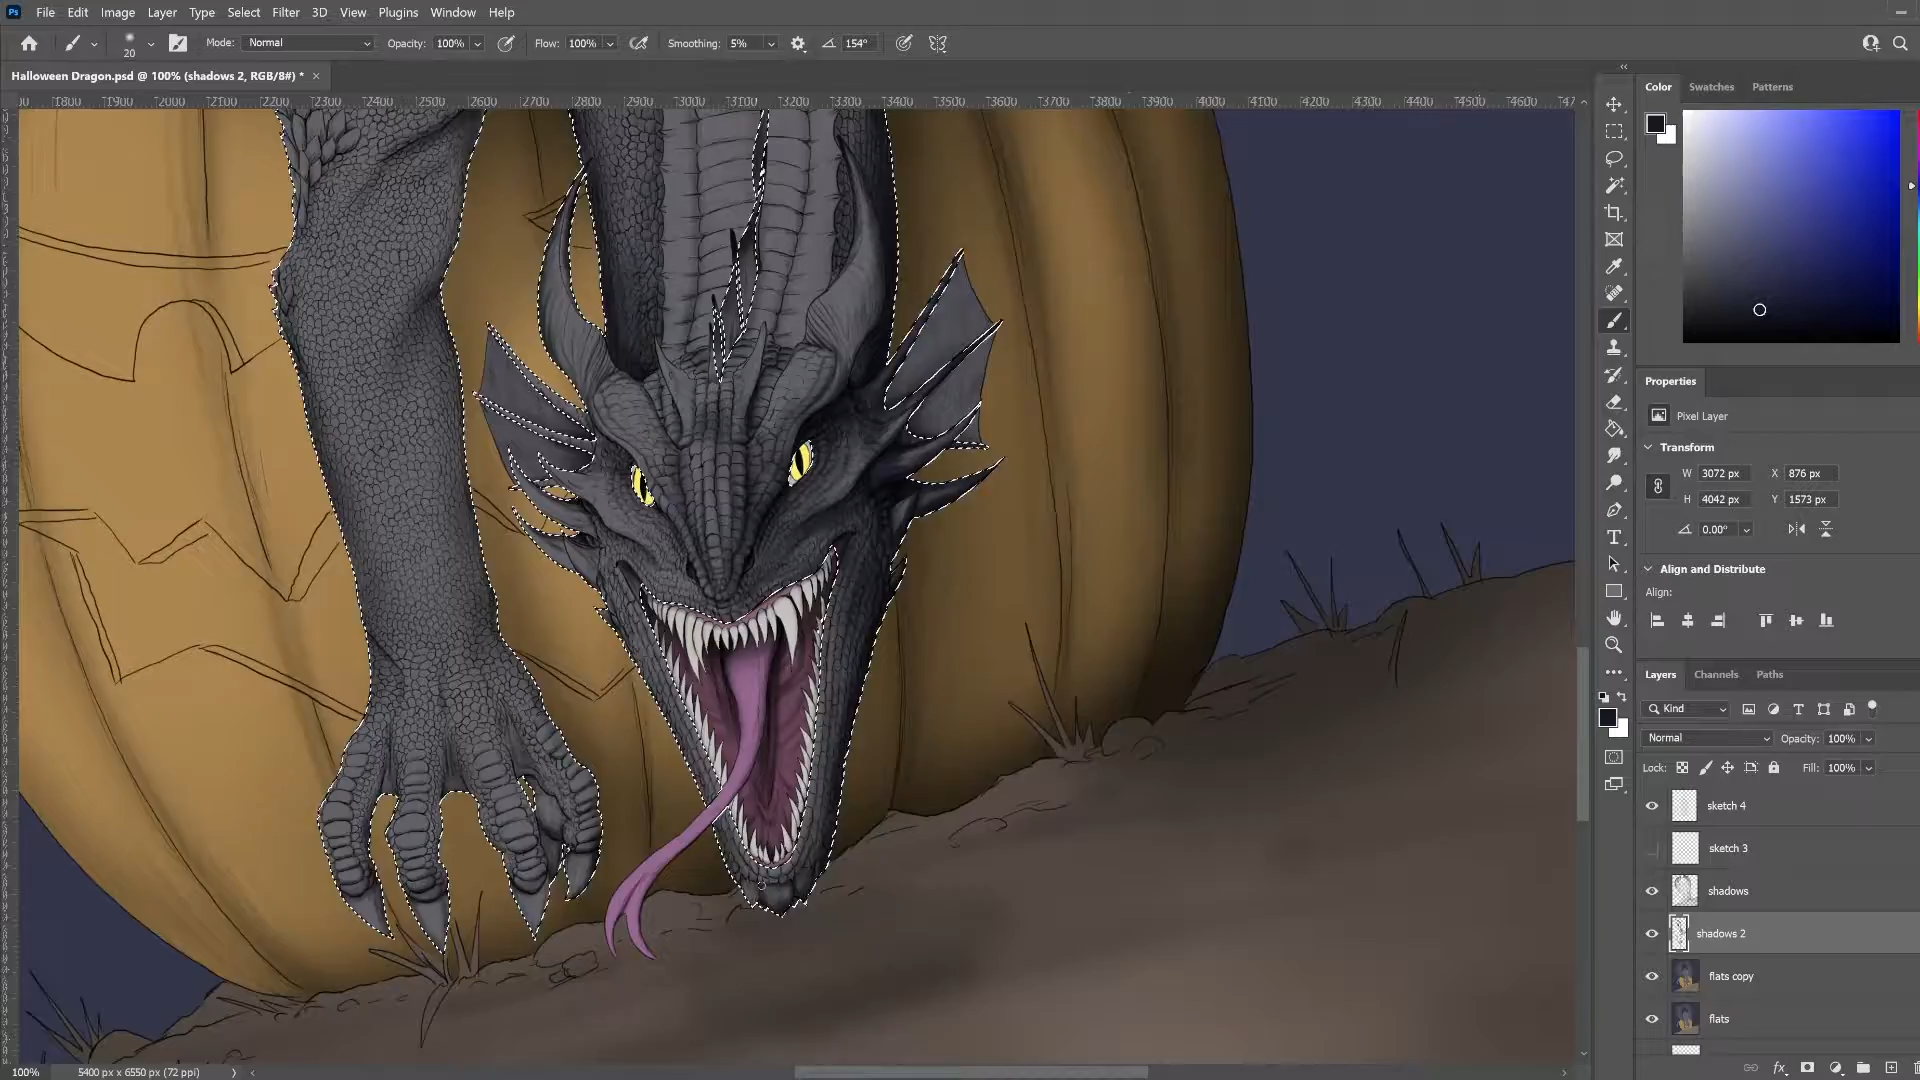 Ps File Edit Image Layer Type Select Filter 3D View Plugins Window Help
20 Mode: Normal Opacity: 100% Flow: 100% Smoothing: 5% 154°
Halloween Dragon.psd @ 100% (shadows 2, RGB/8#) * ×
1800 1900 2000 2100 2200 2300 2400 2500 2600 2700 2800 2900 3000 3100 3200 3300 3400 3500 3600 3700 3800 3900 4000 4100 4200 4300 4400 4500 4600
Color Swatches Patterns
Properties
Pixel Layer
Transform
W 3072 px X 876 px
H 4042 px Y 1573 px
0.00°
Align and Distribute
Align:
Layers Channels Paths
Kind
Normal Opacity: 100%
Lock: Fill: 100%
sketch 4
sketch 3
shadows
shadows 2
flats copy
flats
fx
100% 5400 px x 6550 px (72 ppi)